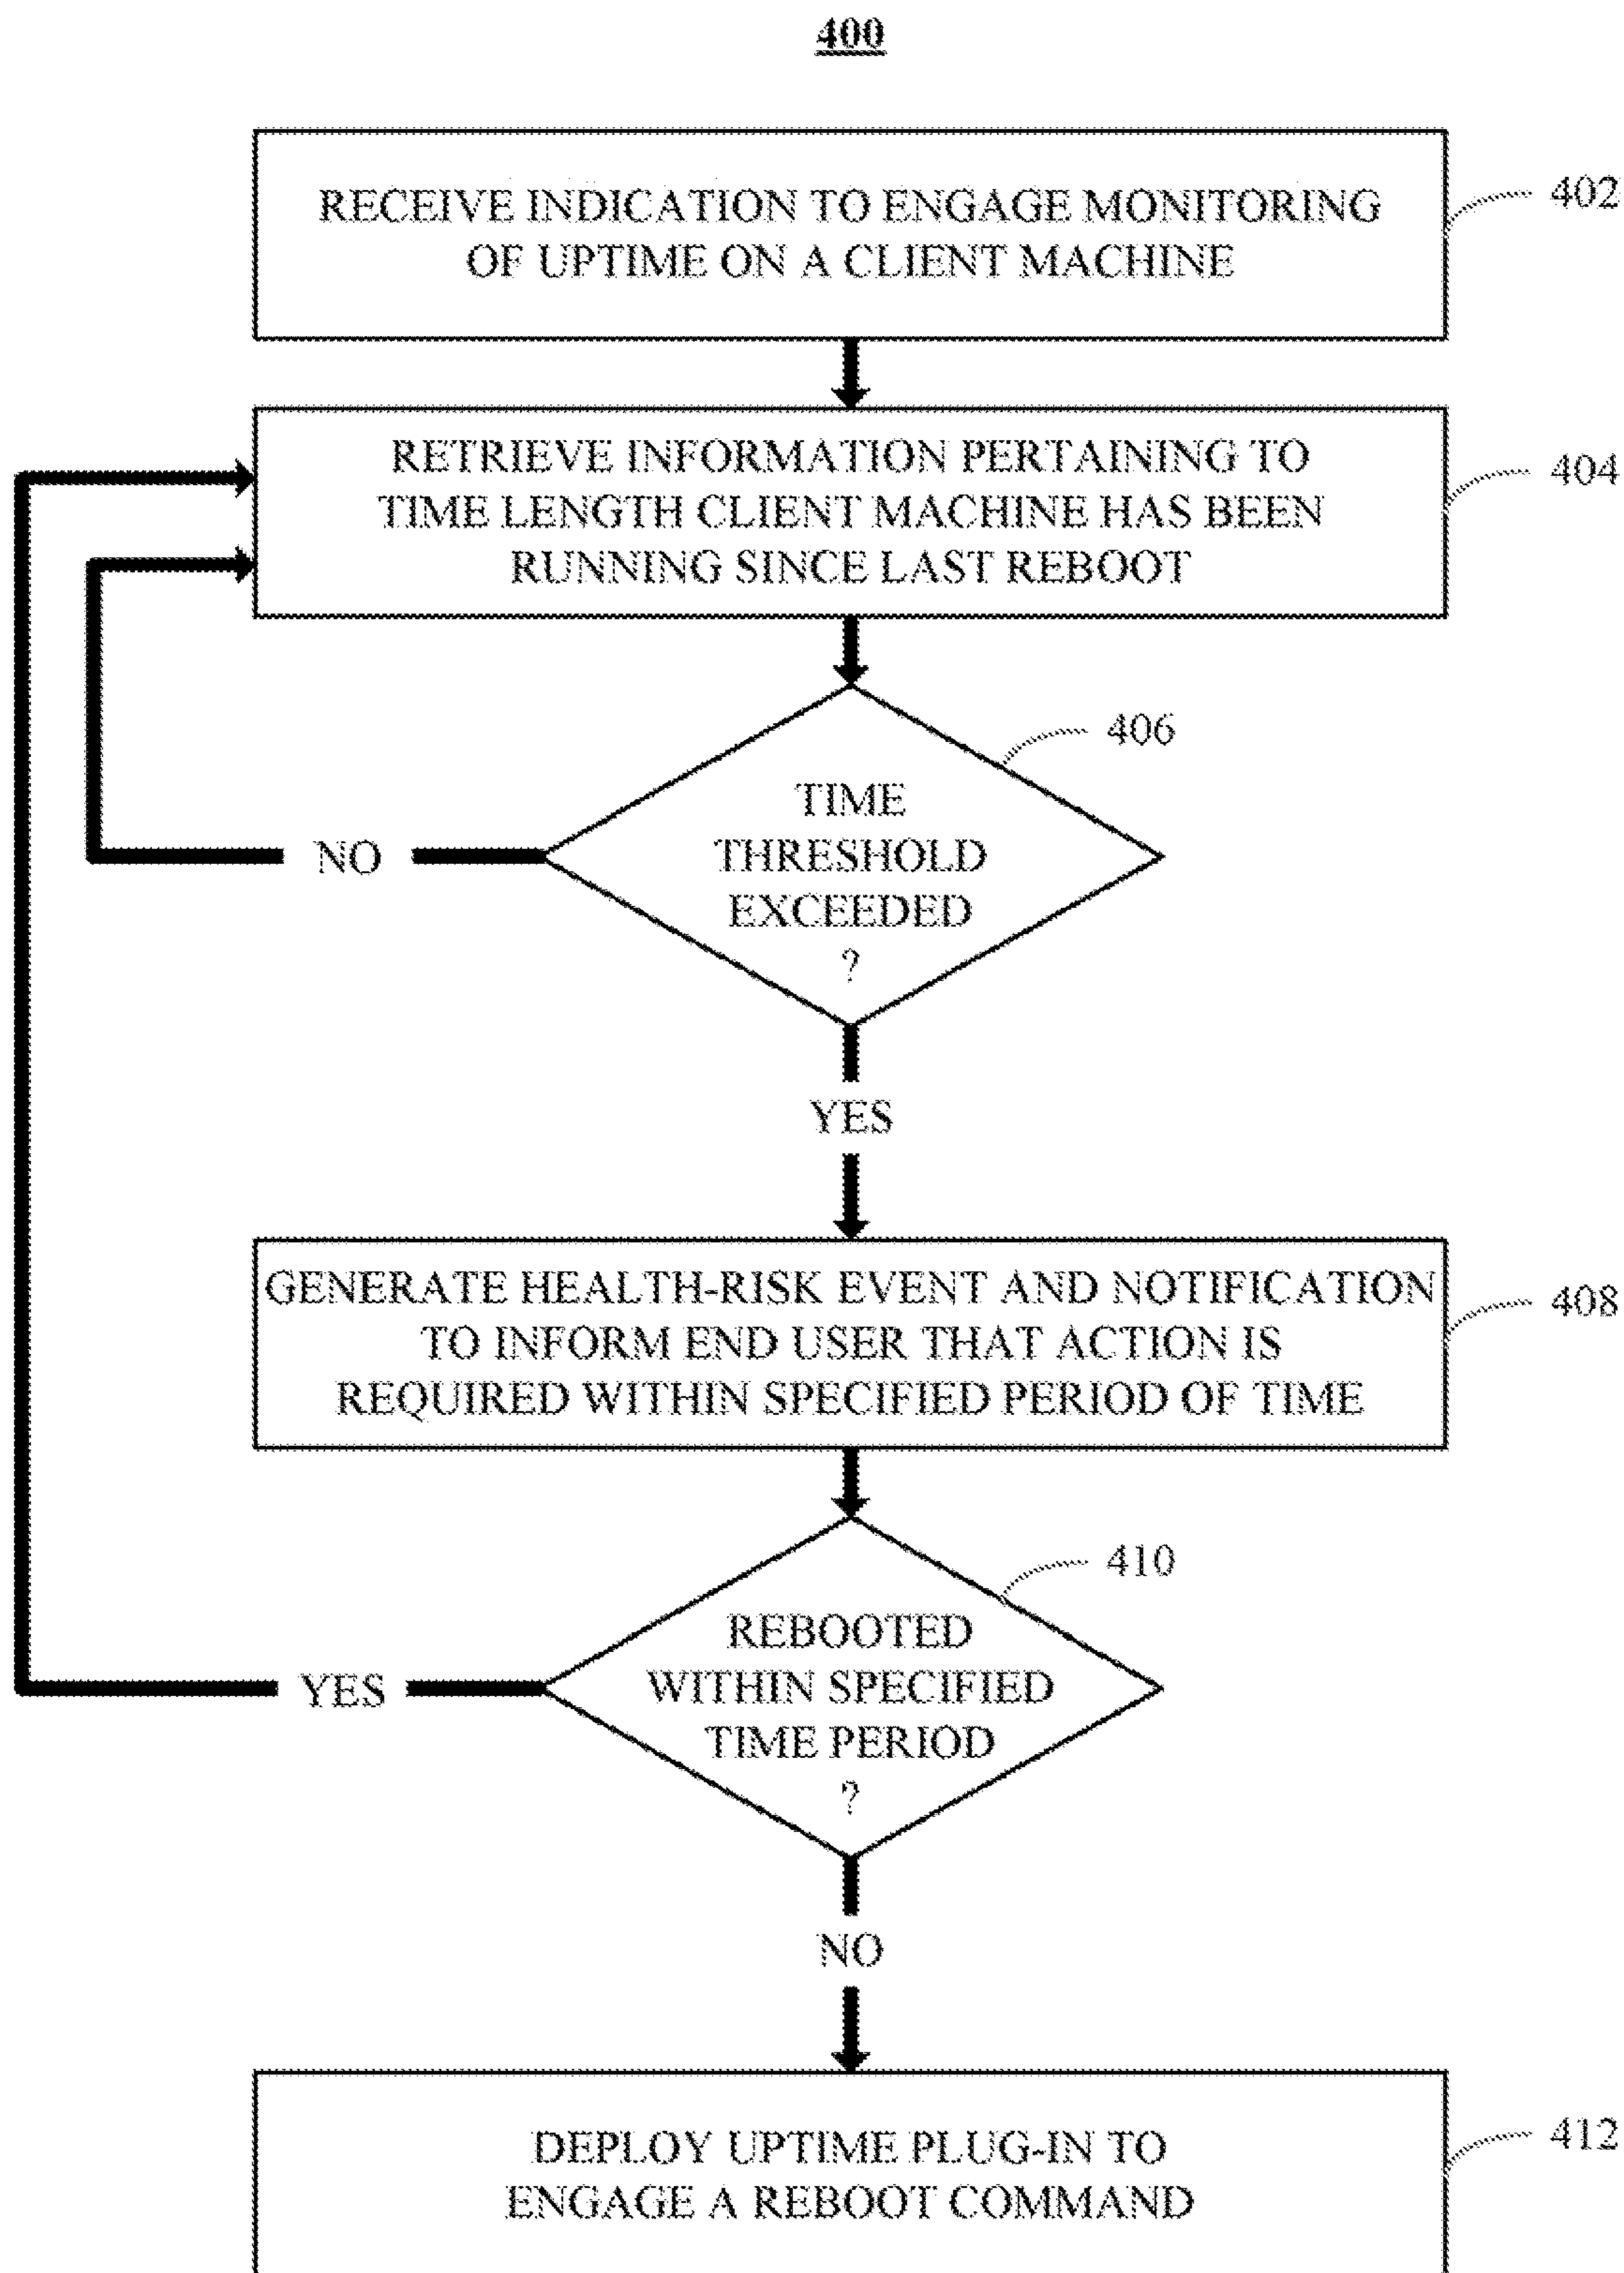 400
RECEIVE INDICATION TO ENGAGE MONITORING
OF UPTIME ON A CLIENT MACHINE
402
RETRIEVE INFORMATION PERTAINING TO
TIME LENGTH CLIENT MACHINE HAS BEEN
RUNNING SINCE LAST REBOOT
404
406
TIME
THRESHOLD
EXCEEDED
?
NO
YES
GENERATE HEALTH-RISK EVENT AND NOTIFICATION
TO INFORM END USER THAT ACTION IS
REQUIRED WITHIN SPECIFIED PERIOD OF TIME
408
410
REBOOTED
WITHIN SPECIFIED
TIME PERIOD
?
YES
NO
DEPLOY UPTIME PLUG-IN TO
ENGAGE A REBOOT COMMAND
412